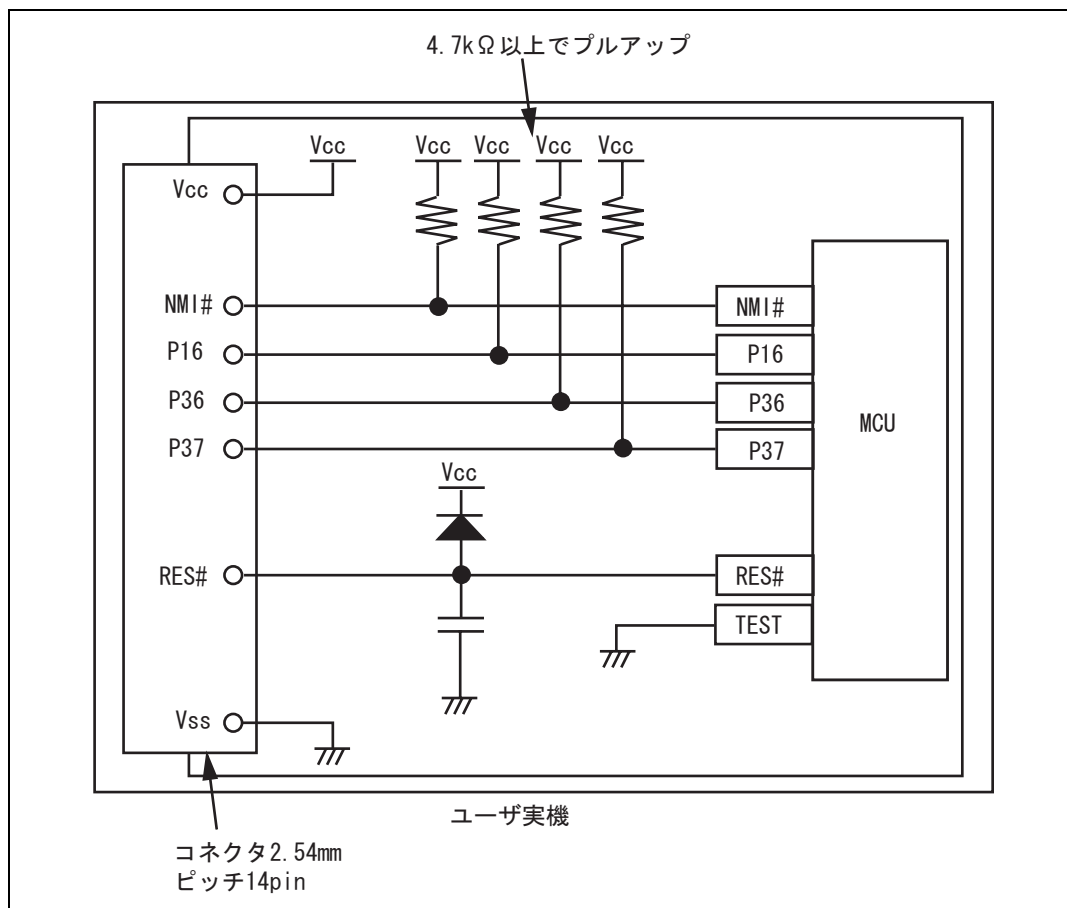 4.7kΩ以上でプルアップ
Vcc
Vcc
Vcc
Vcc
Vcc
Vcc
NMI#
NMI#
P16
P16
P36
P36
MCU
P37
P37
Vcc
RES#
RES#
TEST
Vss
ユーザ実機
コネクタ2.54mm
ピッチ14pin